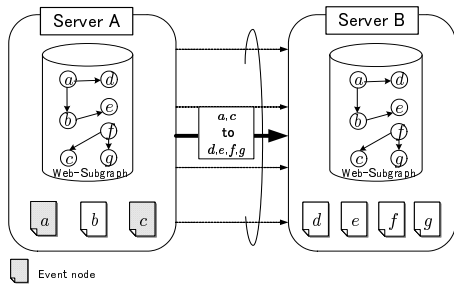 Server A
Server B
a
d
e
b
f
c
g
Web-Subgraph
a,c
to
d,e,f,g
a
d
e
b
f
c
g
Web-Subgraph
a
b
c
d
e
f
g
Event node